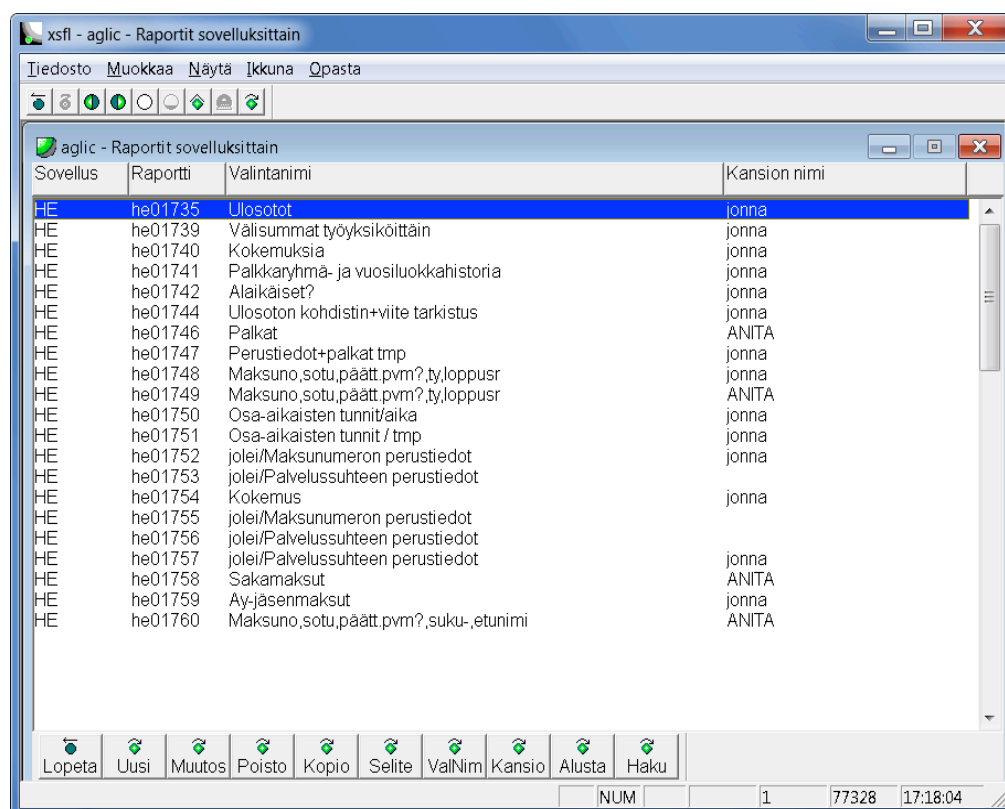 xsfl - aglic - Raportit sovelluksittain
Tiedosto Muokkaa Näytä Ikkuna Opasta
aglic - Raportit sovelluksittain
Sovellus Raportti Valintanimi Kansion nimi
HE he01735 Ulosotot jonna
HE he01739 Välisummat työyksiköittäin jonna
HE he01740 Kokemuksia jonna
HE he01741 Palkkaryhmä- ja vuosiluokkahistoria jonna
HE he01742 Alaikäiset? jonna
HE he01744 Ulosoton kohdistin+viite tarkistus jonna
HE he01746 Palkat ANITA
HE he01747 Perustiedot+palkat tmp jonna
HE he01748 Maksuno,sotu,päätt.pvm?,ty,loppusr jonna
HE he01749 Maksuno,sotu,päätt.pvm?,ty,loppusr ANITA
HE he01750 Osa-aikaisten tunnit/aika jonna
HE he01751 Osa-aikaisten tunnit / tmp jonna
HE he01752 jolei/Maksunumeron perustiedot jonna
HE he01753 jolei/Palvelussuhteen perustiedot
HE he01754 Kokemus jonna
HE he01755 jolei/Maksunumeron perustiedot
HE he01756 jolei/Palvelussuhteen perustiedot
HE he01757 jolei/Palvelussuhteen perustiedot jonna
HE he01758 Sakamaksut ANITA
HE he01759 Ay-jäsenmaksut jonna
HE he01760 Maksuno,sotu,päätt.pvm?,suku-,etunimi ANITA
Lopeta Uusi Muutos Poisto Kopio Selite ValNim Kansio Alusta Haku
NUM 1 77328 17:18:04